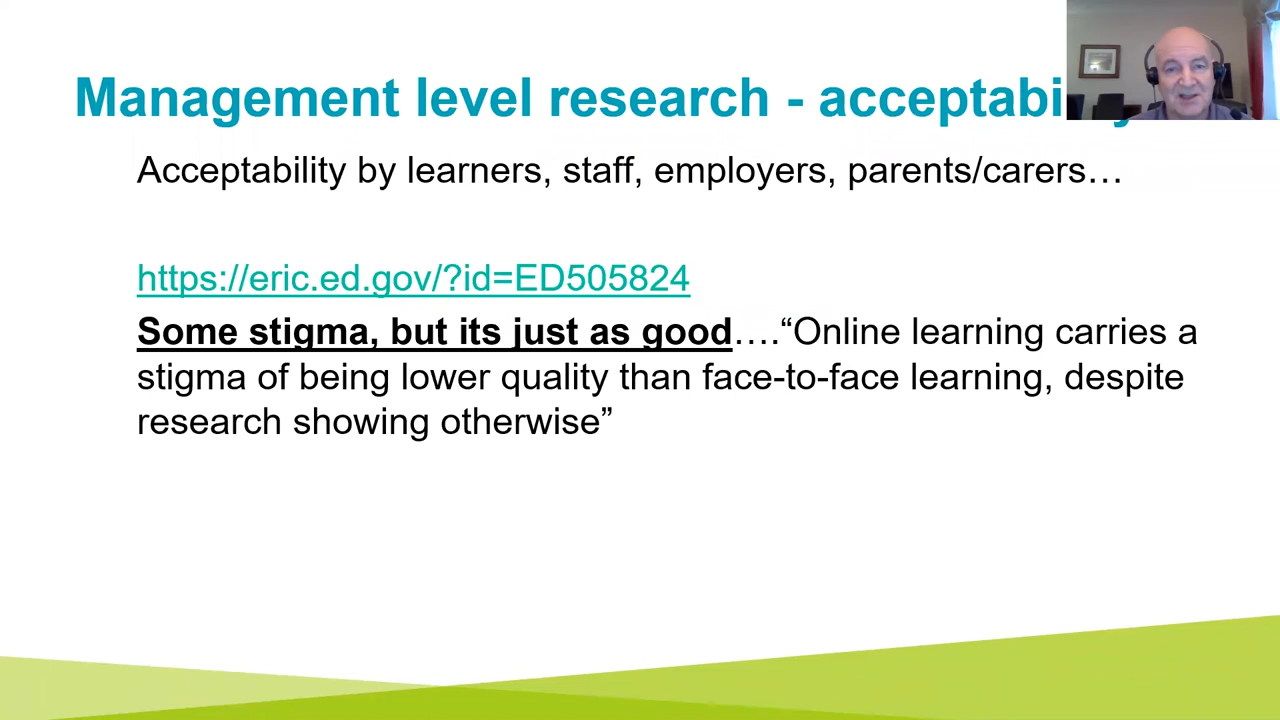 Management level research - acceptabi
Acceptability by learners, staff, employers, parents/carers…
https://eric.ed.gov/?id=ED505824
Some stigma, but its just as good….“Online learning carries a
stigma of being lower quality than face-to-face learning, despite
research showing otherwise”